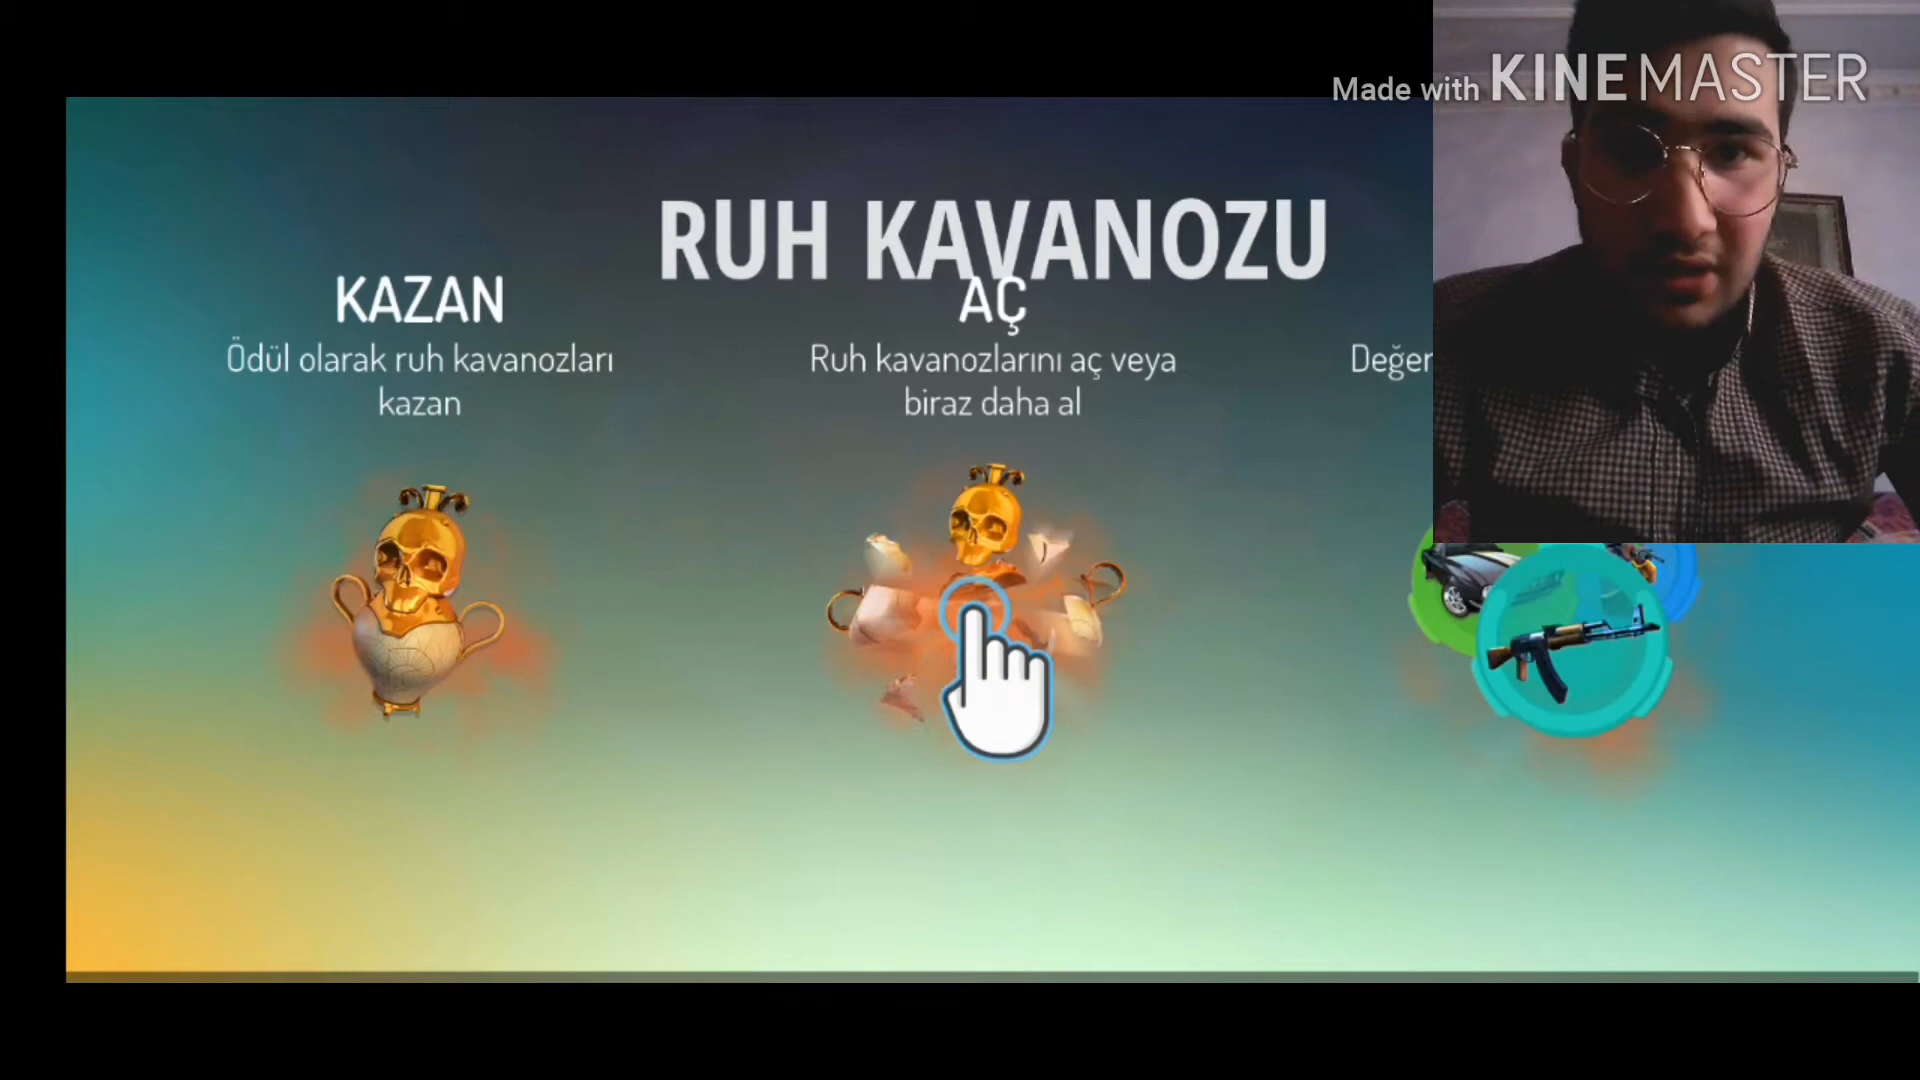 Made with KINEMASTER
RUH KAVANOZU
KAZAN
Ödül olarak ruh kavanozları
kazan
AÇ
Ruh kavanozlarını aç veya
biraz daha al